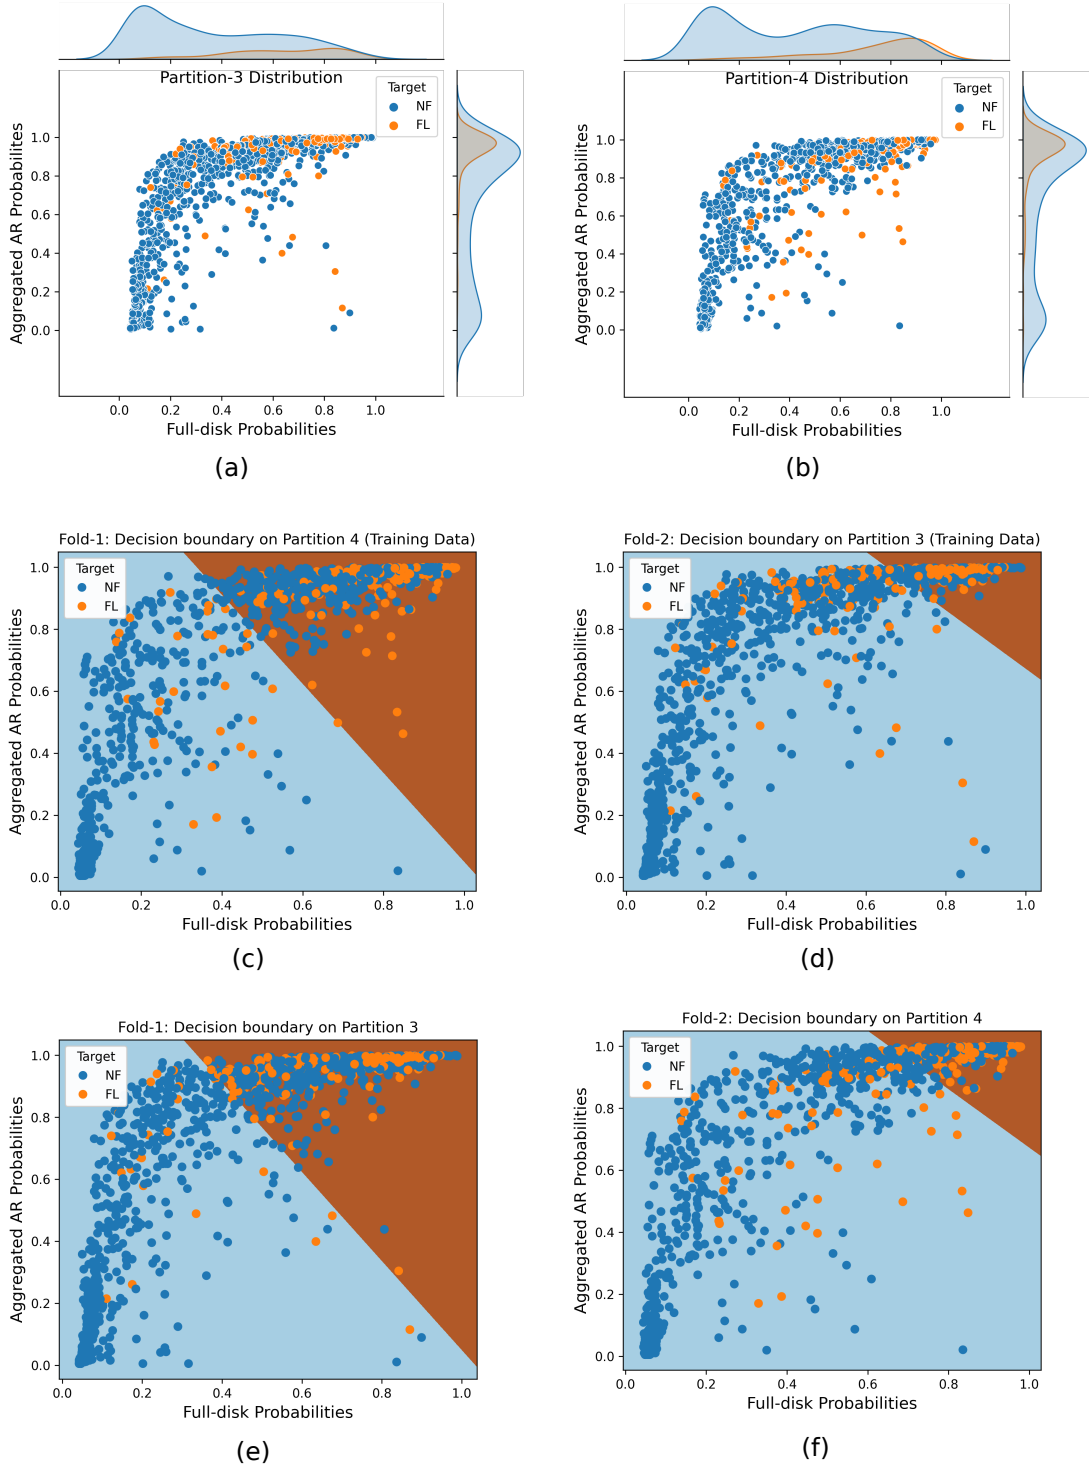 Partition-3 Distribution
Target
NF
FL
Aggregated AR Probabilites
1.0
0.8
0.6
0.4
0.2
0.0
0.0 0.2 0.4 0.6 0.8 1.0
Full-disk Probabilities
(a)
Partition-4 Distribution
Target
NF
FL
Aggregated AR Probabilities
1.0
0.8
0.6
0.4
0.2
0.0
0.0 0.2 0.4 0.6 0.8 1.0
Full-disk Probabilities
(b)
Fold-1: Decision boundary on Partition 4 (Training Data)
Target
NF
FL
Aggregated AR Probabilities
1.0
0.8
0.6
0.4
0.2
0.0
0.0 0.2 0.4 0.6 0.8 1.0
Full-disk Probabilities
(c)
Fold-2: Decision boundary on Partition 3 (Training Data)
Target
NF
FL
Aggregated AR Probabilities
1.0
0.8
0.6
0.4
0.2
0.0
0.0 0.2 0.4 0.6 0.8 1.0
Full-disk Probabilities
(d)
Fold-1: Decision boundary on Partition 3
Target
NF
FL
Aggregated AR Probabilities
1.0
0.8
0.6
0.4
0.2
0.0
0.0 0.2 0.4 0.6 0.8 1.0
Full-disk Probabilities
(e)
Fold-2: Decision boundary on Partition 4
Target
NF
FL
Aggregated AR Probabilities
1.0
0.8
0.6
0.4
0.2
0.0
0.0 0.2 0.4 0.6 0.8 1.0
Full-disk Probabilities
(f)